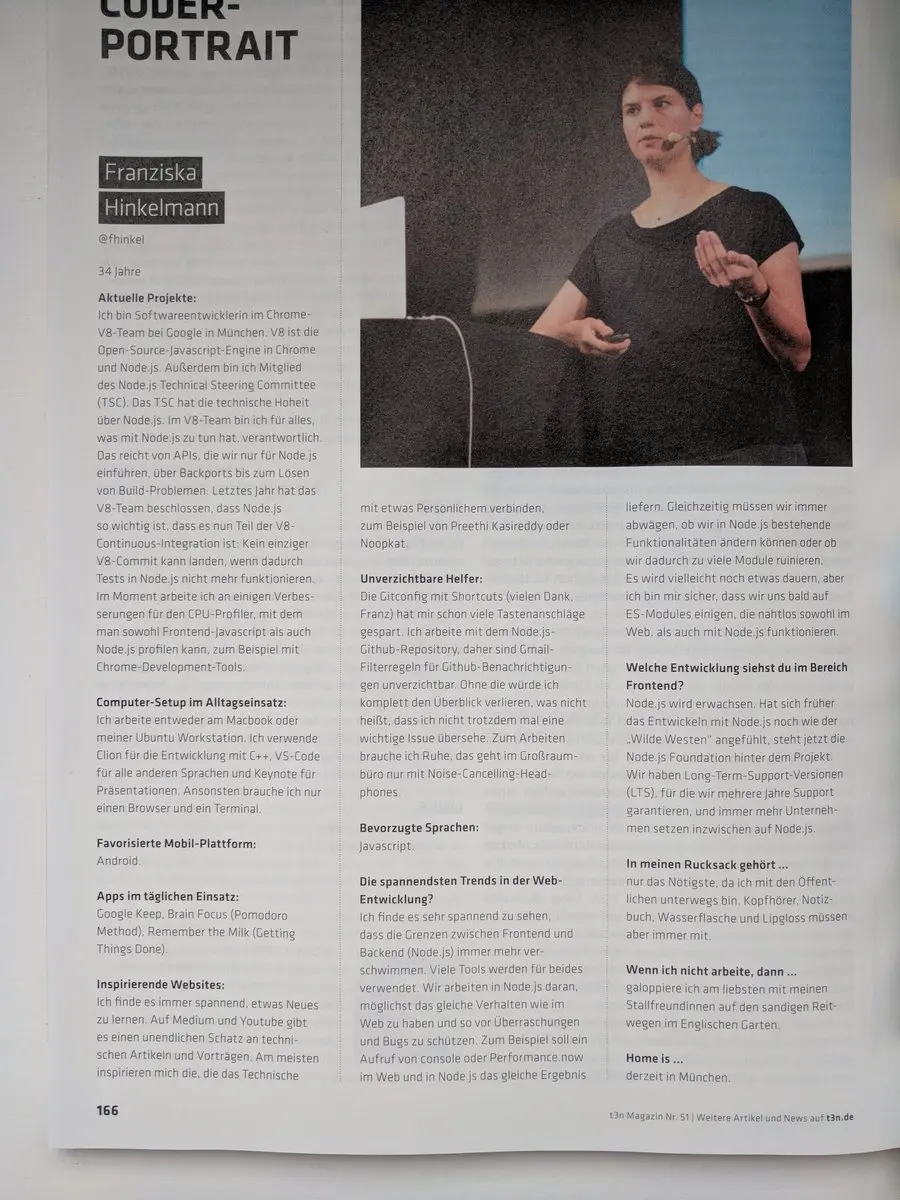 CODER-
PORTRAIT
Franziska
Hinkelmann
@fhinkel
34 Jahre
Aktuelle Projekte:
Ich bin Softwareentwicklerin im Chrome-
V8-Team bei Google in München. V8 ist die
Open-Source-Javascript-Engine in Chrome
und Node.js. Außerdem bin ich Mitglied
des Node.js Technical Steering Committee
(TSC). Das TSC hat die technische Hoheit
über Node.js. Im V8-Team bin ich für alles,
was mit Node.js zu tun hat, verantwortlich.
Das reicht von APIs, die wir nur für Node.js
einführen, über Backports bis zum Lösen
von Build-Problemen. Letztes Jahr hat das
V8-Team beschlossen, dass Node.js
so wichtig ist, dass es nun Teil der V8-
Continuous-Integration ist: Kein einziger
V8-Commit kann landen, wenn dadurch
Tests in Node.js nicht mehr funktionieren.
Im Moment arbeite ich an einigen Verbes-
serungen für den CPU-Profiler, mit dem
man sowohl Frontend-Javascript als auch
Node.js profilen kann, zum Beispiel mit
Chrome-Development-Tools.
Computer-Setup im Alltagseinsatz:
Ich arbeite entweder am Macbook oder
meiner Ubuntu Workstation. Ich verwende
Clion für die Entwicklung mit C++, VS-Code
für alle anderen Sprachen und Keynote für
Präsentationen. Ansonsten brauche ich nur
einen Browser und ein Terminal.
Favorisierte Mobil-Plattform:
Android.
Apps im täglichen Einsatz:
Google Keep, Brain Focus (Pomodoro
Method), Remember the Milk (Getting
Things Done).
Inspirierende Websites:
Ich finde es immer spannend, etwas Neues
zu lernen. Auf Medium und Youtube gibt
es einen unendlichen Schatz an techni-
schen Artikeln und Vorträgen. Am meisten
inspirieren mich die, die das Technische
mit etwas Persönlichem verbinden,
zum Beispiel von Preethi Kasireddy oder
Noopkat.
Unverzichtbare Helfer:
Die Gitconfig mit Shortcuts (vielen Dank,
Franz) hat mir schon viele Tastenanschläge
gespart. Ich arbeite mit dem Node.js-
Github-Repository, daher sind Gmail-
Filterregeln für Github-Benachrichtigun-
gen unverzichtbar. Ohne die würde ich
komplett den Überblick verlieren, was nicht
heißt, dass ich nicht trotzdem mal eine
wichtige Issue übersehe. Zum Arbeiten
brauche ich Ruhe, das geht im Großraum-
büro nur mit Noise-Cancelling-Head-
phones.
Bevorzugte Sprachen:
Javascript.
Die spannendsten Trends in der Web-
Entwicklung?
Ich finde es sehr spannend zu sehen,
dass die Grenzen zwischen Frontend und
Backend (Node.js) immer mehr ver-
schwimmen. Viele Tools werden für beides
verwendet. Wir arbeiten in Node.js daran,
möglichst das gleiche Verhalten wie im
Web zu haben und so vor Überraschungen
und Bugs zu schützen. Zum Beispiel soll ein
Aufruf von console oder Performance.now
im Web und in Node.js das gleiche Ergebnis
liefern. Gleichzeitig müssen wir immer
abwägen, ob wir in Node.js bestehende
Funktionalitäten ändern können oder ob
wir dadurch zu viele Module ruinieren.
Es wird vielleicht noch etwas dauern, aber
ich bin mir sicher, dass wir uns bald auf
ES-Modules einigen, die nahtlos sowohl im
Web, als auch mit Node.js funktionieren.
Welche Entwicklung siehst du im Bereich
Frontend?
Node.js wird erwachsen. Hat sich früher
das Entwickeln mit Node.js noch wie der
„Wilde Westen“ angefühlt, steht jetzt die
Node.js Foundation hinter dem Projekt.
Wir haben Long-Term-Support-Versionen
(LTS), für die wir mehrere Jahre Support
garantieren, und immer mehr Unterneh-
men setzen inzwischen auf Node.js.
In meinen Rucksack gehört ...
nur das Nötigste, da ich mit den Öffent-
lichen unterwegs bin. Kopfhörer, Notiz-
buch, Wasserflasche und Lipgloss müssen
aber immer mit.
Wenn ich nicht arbeite, dann ...
galoppiere ich am liebsten mit meinen
Stallfreundinnen auf den sandigen Reit-
wegen im Englischen Garten.
Home is ...
derzeit in München.
166
t3n Magazin Nr. 51 | Weitere Artikel und News auf t3n.de